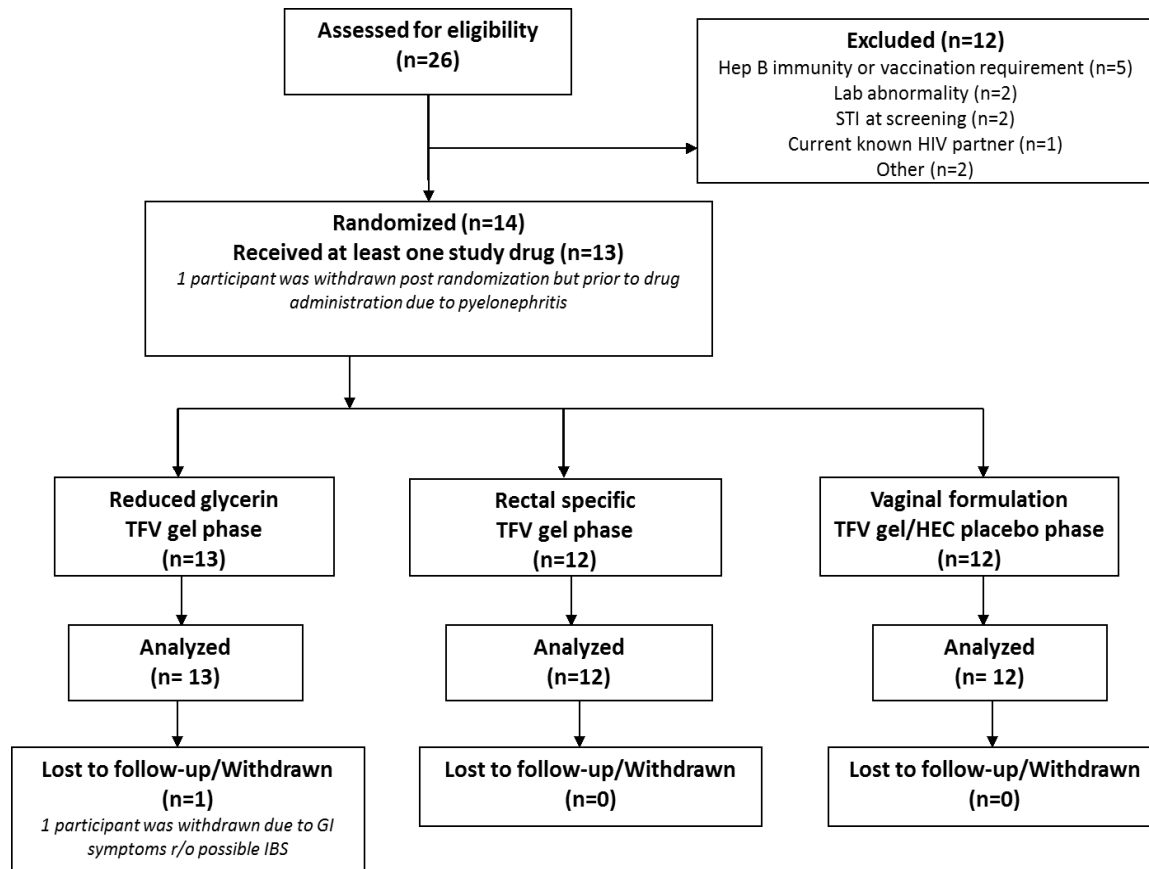 Assessed for eligibility
(n=26)
Excluded (n=12)
Hep B immunity or vaccination requirement (n=5)
Lab abnormality (n=2)
STI at screening (n=2)
Current known HIV partner (n=1)
Other (n=2)
Randomized (n=14)
Received at least one study drug (n=13)
1 participant was withdrawn post randomization but prior to drug
administration due to pyelonephritis
Reduced glycerin
TFV gel phase
(n=13)
Analyzed
(n= 13)
Lost to follow-up/Withdrawn
(n=1)
1 participant was withdrawn due to GI
symptoms r/o possible IBS
Rectal specific
TFV gel phase
(n=12)
Analyzed
(n=12)
Lost to follow-up/Withdrawn
(n=0)
Vaginal formulation
TFV gel/HEC placebo phase
(n=12)
Analyzed
(n= 12)
Lost to follow-up/Withdrawn
(n=0)